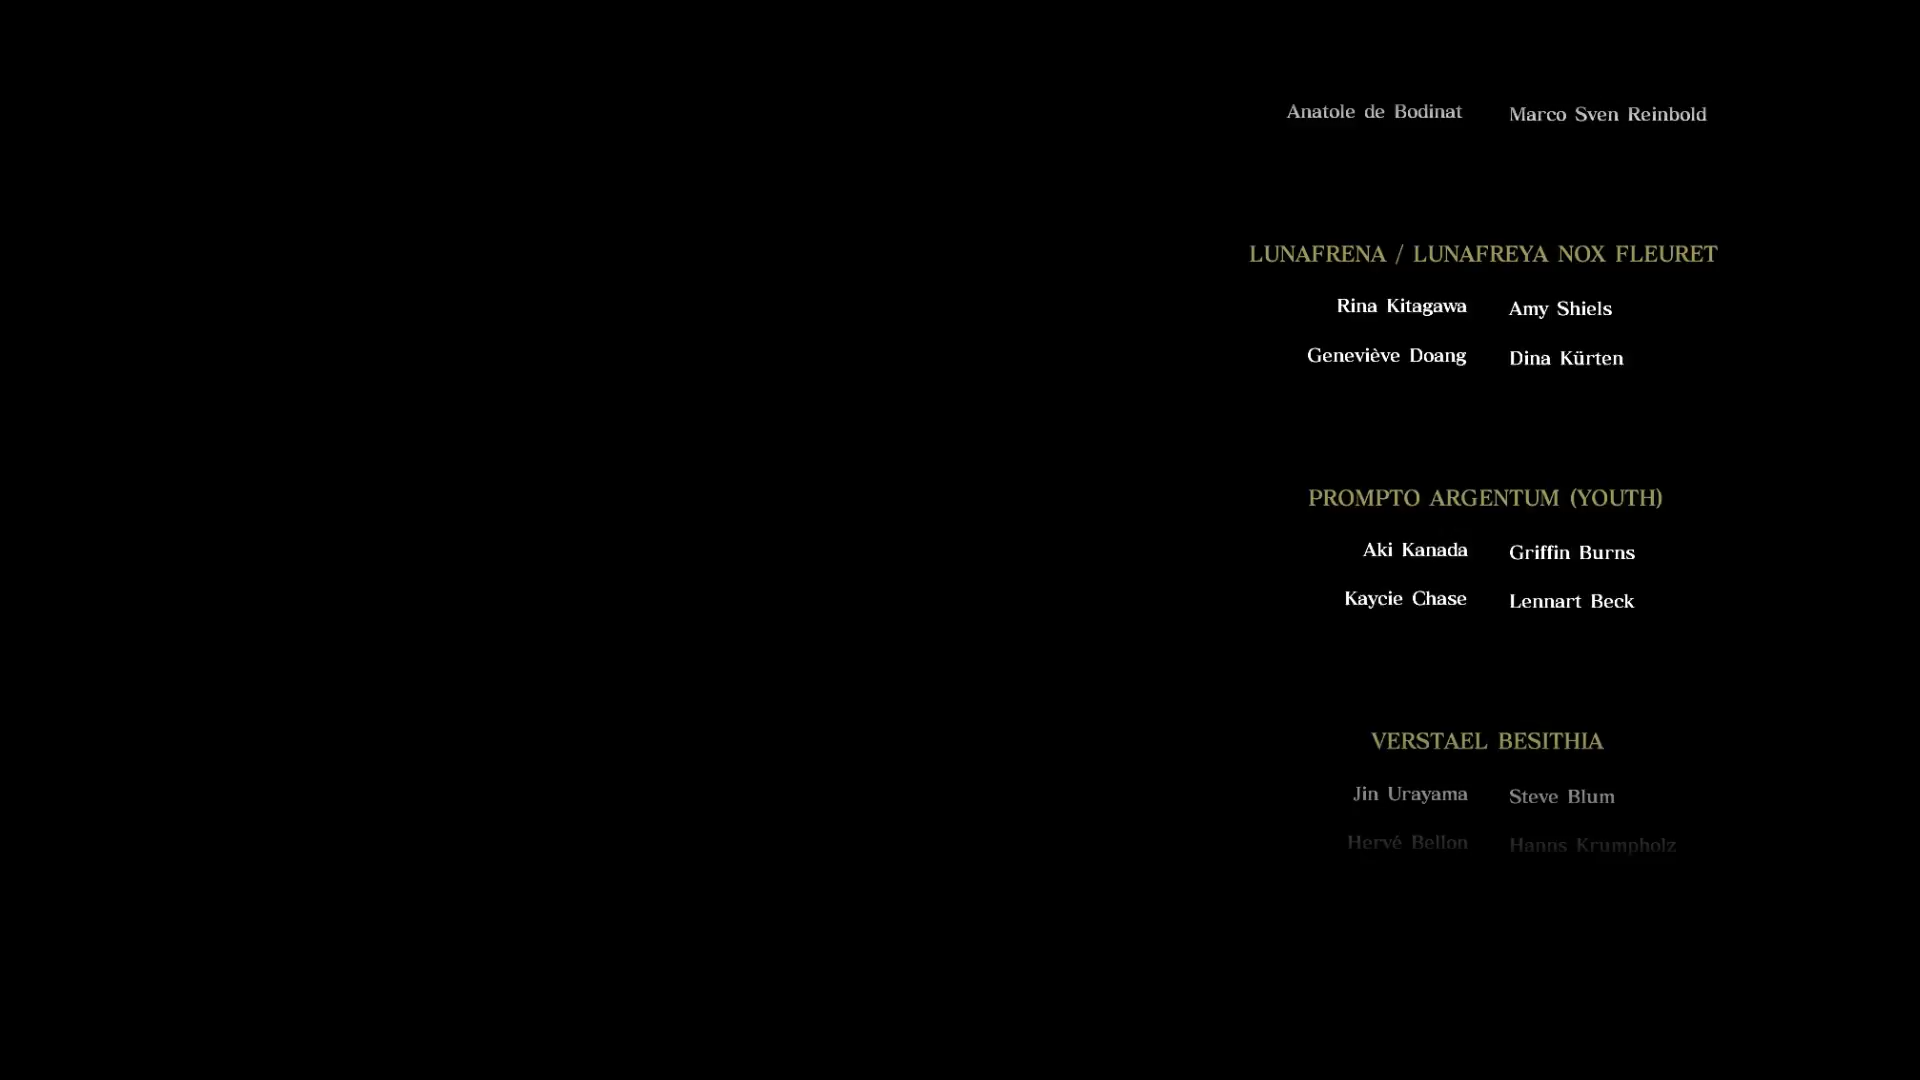 Anatole de Bodinat Marco Sven Reinbold
LUNAFRENA / LUNAFREYA NOX FLEURET
Rina Kitagawa Amy Shiels
Geneviève Doang Dina Kürten
PROMPTO ARGENTUM (YOUTH)
Aki Kanada Griffin Burns
Kaycie Chase Lennart Beck
VERSTAEL BESITHIA
Jin Urayama Steve Blum
Hervé Bellon Hanns Krumpholz